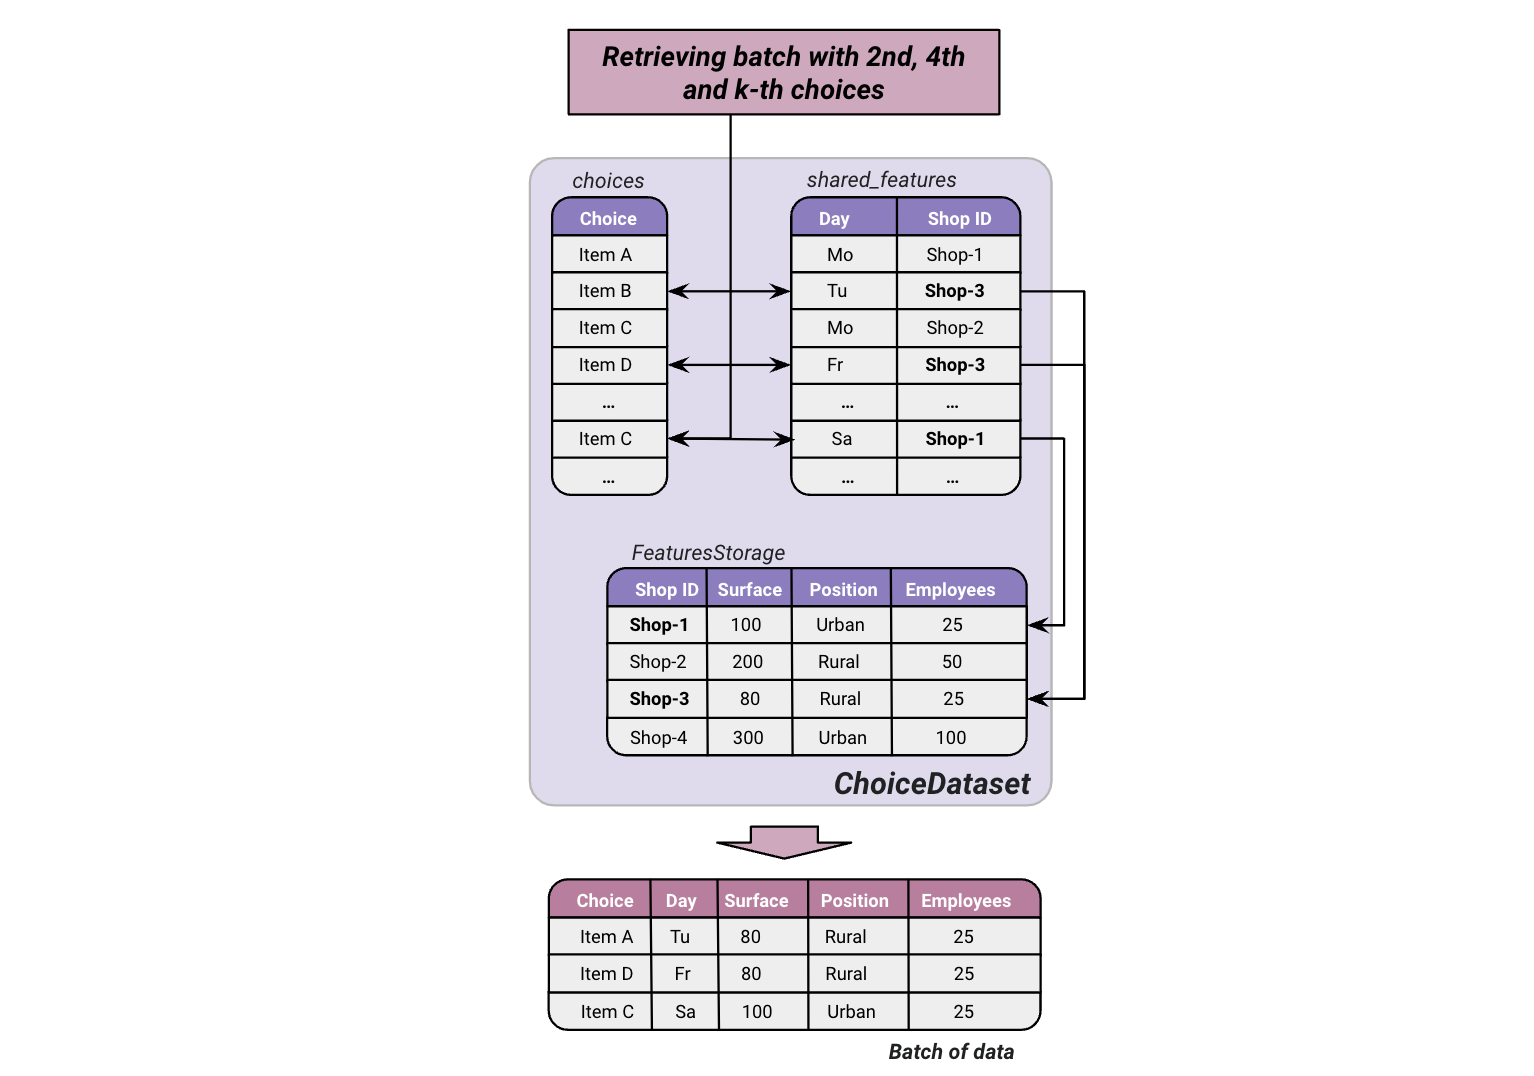 Retrieving batch with 2nd, 4th
and k-th choices
choices
Choice
Item A
Item B
Item C
Item D
...
Item C
...
shared_features
Day Shop ID
Mo Shop-1
Tu Shop-3
Mo Shop-2
Fr Shop-3
... ...
Sa Shop-1
... ...
FeaturesStorage
Shop ID Surface Position Employees
Shop-1 100 Urban 25
Shop-2 200 Rural 50
Shop-3 80 Rural 25
Shop-4 300 Urban 100
ChoiceDataset
Choice Day Surface Position Employees
Item A Tu 80 Rural 25
Item D Fr 80 Rural 25
Item C Sa 100 Urban 25
Batch of data